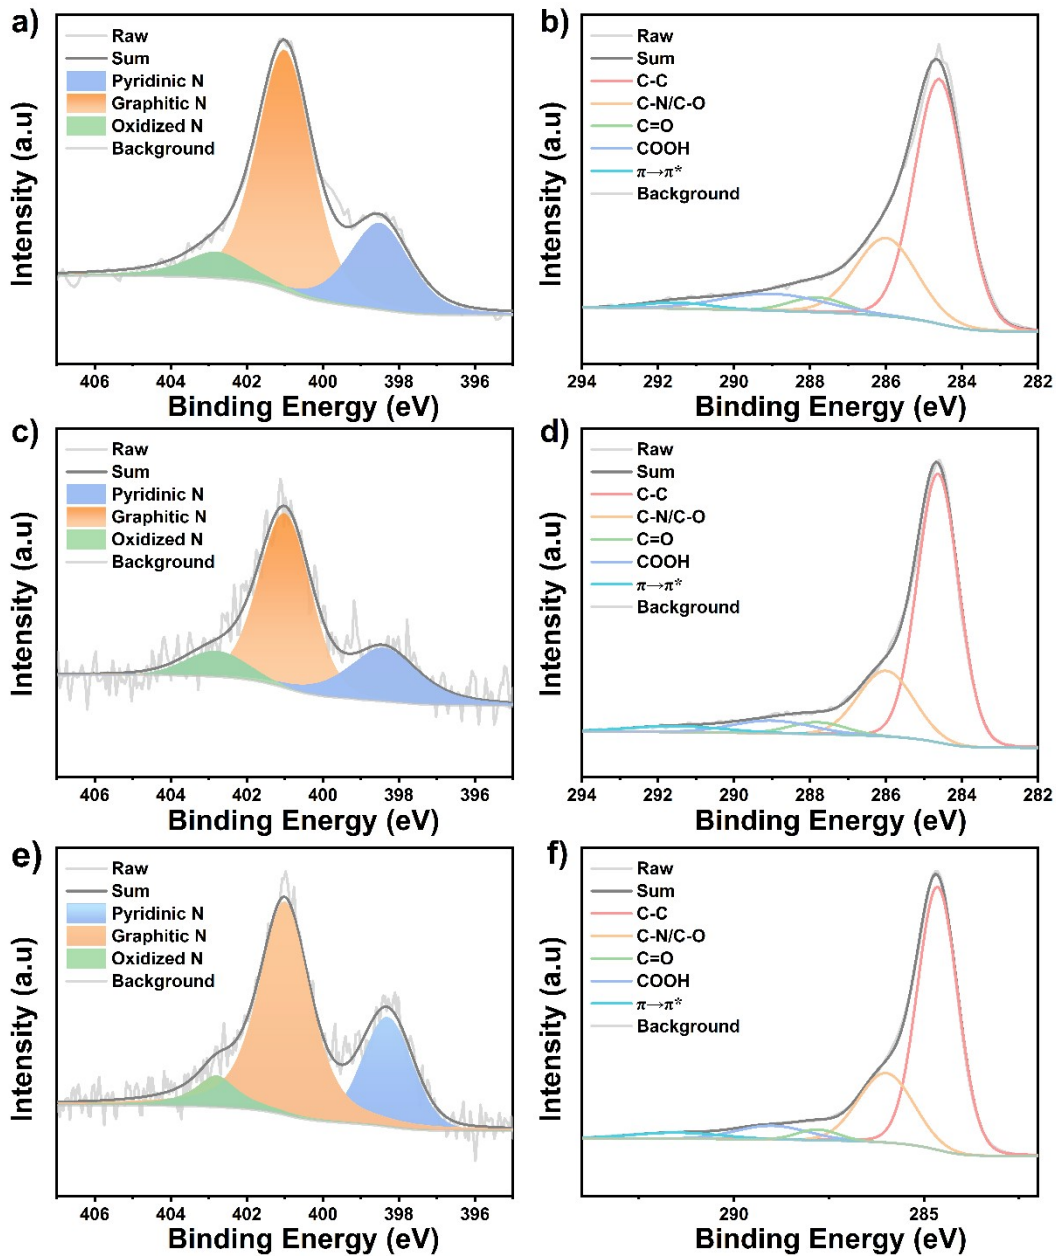 a)
Intensity (a.u)
Raw
Sum
Pyridinic N
Graphitic N
Oxidized N
Background
406 404 402 400 398 396
Binding Energy (eV)
b)
Intensity (a.u)
Raw
Sum
C-C
C-N/C-O
C=O
COOH
π→π*
Background
294 292 290 288 286 284 282
Binding Energy (eV)
c)
Intensity (a.u)
Raw
Sum
Pyridinic N
Graphitic N
Oxidized N
Background
406 404 402 400 398 396
Binding Energy (eV)
d)
Intensity (a.u)
Raw
Sum
C-C
C-N/C-O
C=O
COOH
π→π*
Background
294 292 290 288 286 284 282
Binding Energy (eV)
e)
Intensity (a.u)
Raw
Sum
Pyridinic N
Graphitic N
Oxidized N
Background
406 404 402 400 398 396
Binding Energy (eV)
f)
Intensity (a.u)
Raw
Sum
C-C
C-N/C-O
C=O
COOH
π→π*
Background
290 285
Binding Energy (eV)